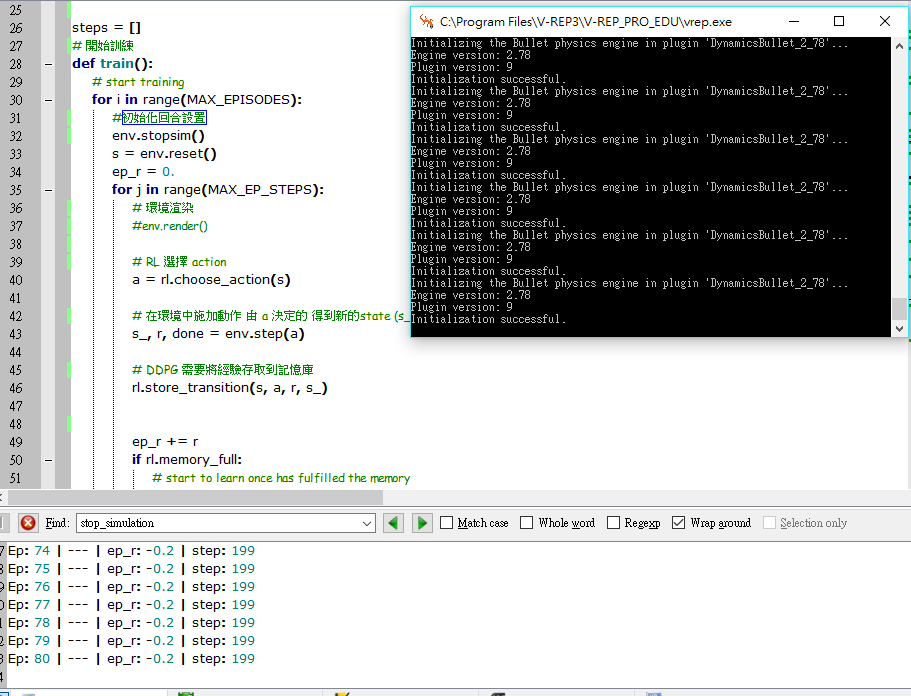 25
26 steps = []
27 # 開始訓練
28 def train():
29 # start training
30 for i in range(MAX_EPISODES):
31 #初始化回合設置
32 env.stopsim()
33 s = env.reset()
34 ep_r = 0.
35 for j in range(MAX_EP_STEPS):
36 # 環境渲染
37 #env.render()
38
39 # RL 選擇 action
40 a = rl.choose_action(s)
41
42 # 在環境中施加動作 由 a 決定的 得到新的state (s_
43 s_, r, done = env.step(a)
44
45 # DDPG 需要將經驗存取到記憶庫
46 rl.store_transition(s, a, r, s_)
47
48
49 ep_r += r
50 if rl.memory_full:
51 # start to learn once has fulfilled the memory
C:\Program Files\V-REP3\V-REP_PRO_EDU\vrep.exe
Initializing the Bullet physics engine in plugin 'DynamicsBullet_2_78'...
Engine version: 2.78
Plugin version: 9
Initialization successful.
Initializing the Bullet physics engine in plugin 'DynamicsBullet_2_78'...
Engine version: 2.78
Plugin version: 9
Initialization successful.
Initializing the Bullet physics engine in plugin 'DynamicsBullet_2_78'...
Engine version: 2.78
Plugin version: 9
Initialization successful.
Initializing the Bullet physics engine in plugin 'DynamicsBullet_2_78'...
Engine version: 2.78
Plugin version: 9
Initialization successful.
Initializing the Bullet physics engine in plugin 'DynamicsBullet_2_78'...
Engine version: 2.78
Plugin version: 9
Initialization successful.
Initializing the Bullet physics engine in plugin 'DynamicsBullet_2_78'...
Engine version: 2.78
Plugin version: 9
Initialization successful.
Find: stop_simulation Match case Whole word Regexp Wrap around Selection only
Ep: 74 | --- | ep_r: -0.2 | step: 199
Ep: 75 | --- | ep_r: -0.2 | step: 199
Ep: 76 | --- | ep_r: -0.2 | step: 199
Ep: 77 | --- | ep_r: -0.2 | step: 199
Ep: 78 | --- | ep_r: -0.2 | step: 199
Ep: 79 | --- | ep_r: -0.2 | step: 199
Ep: 80 | --- | ep_r: -0.2 | step: 199